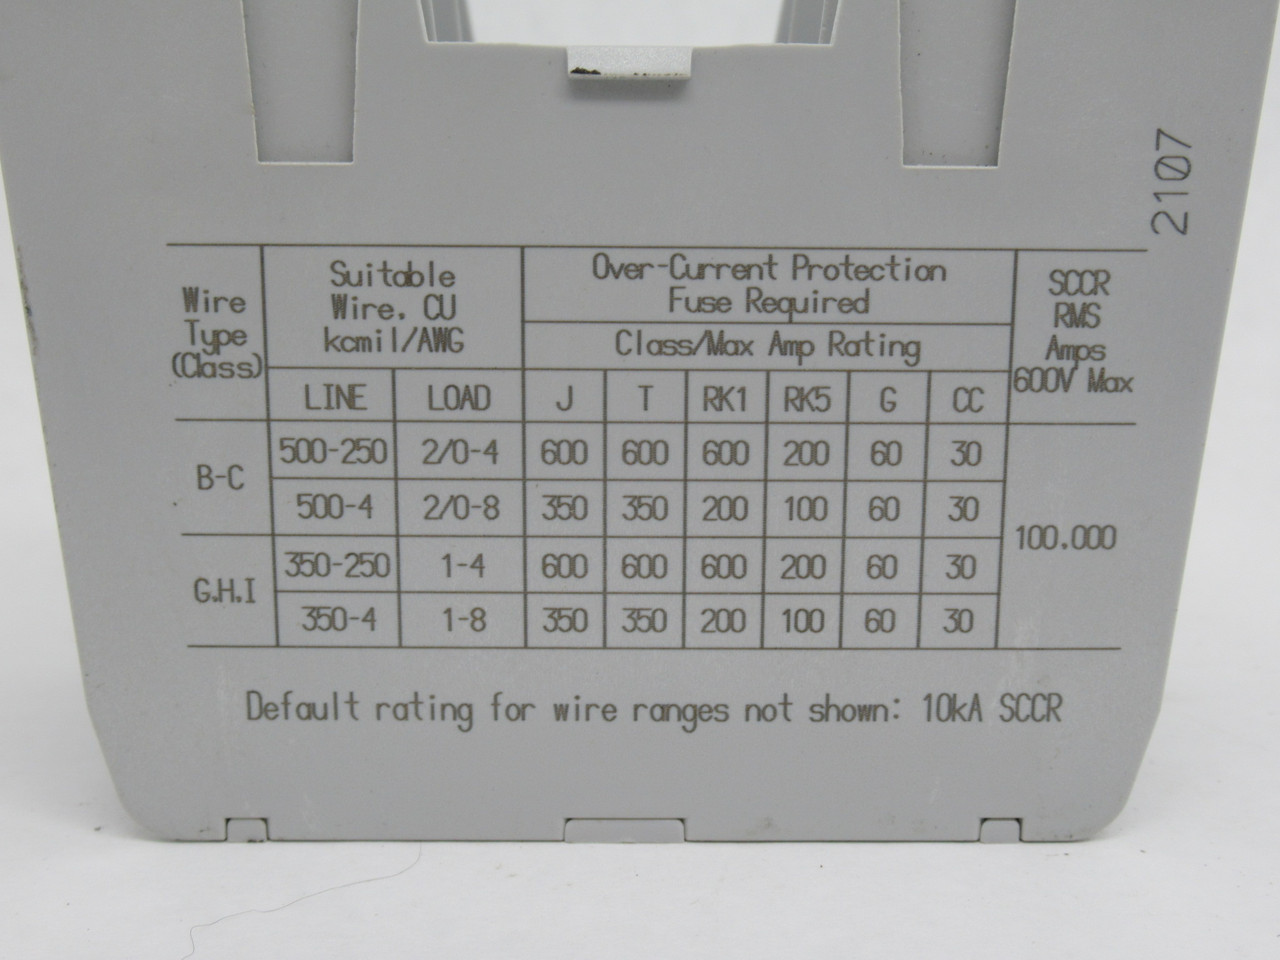 2107
Wire Type (Class) Suitable Wire, CU kcmil/AWG Over-Current Protection Fuse Required SCCR RMS Amps 600V Max
Class/Max Amp Rating
LINE LOAD J T RK1 RK5 G CC
B-C 500-250 2/0-4 600 600 600 200 60 30 100.000
500-4 2/0-8 350 350 200 100 60 30
G.H.I 350-250 1-4 600 600 600 200 60 30
350-4 1-8 350 350 200 100 60 30
Default rating for wire ranges not shown: 10kA SCCR